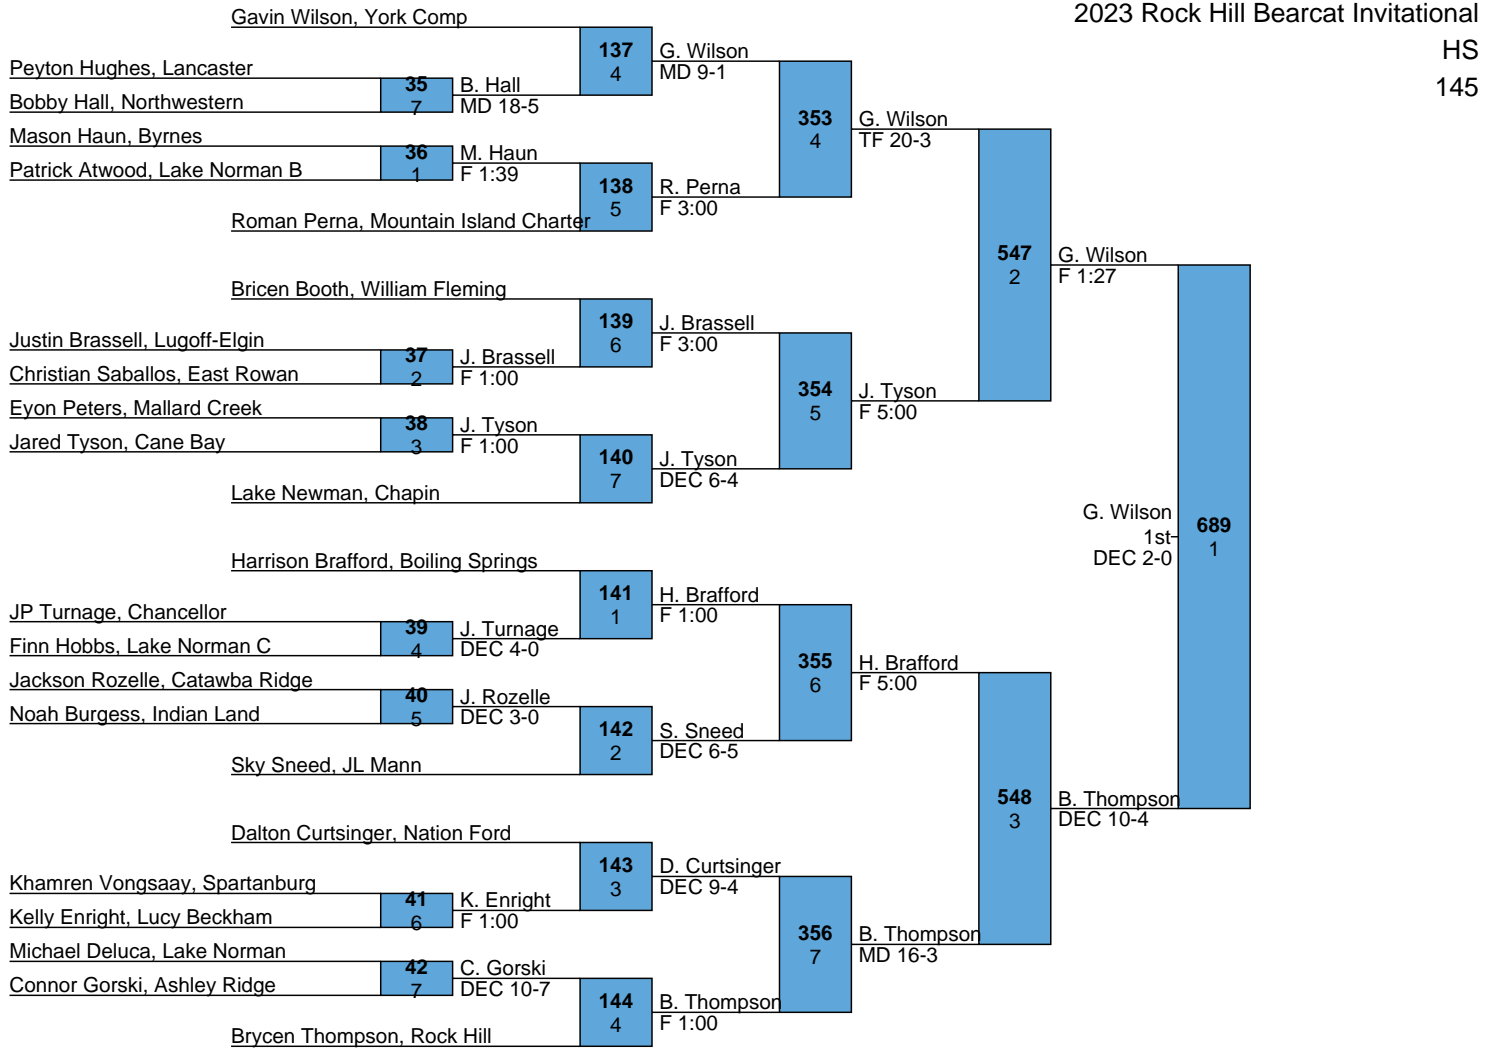 2023 Rock Hill Bearcat Invitational
HS
145
Gavin Wilson, York Comp
Peyton Hughes, Lancaster
Bobby Hall, Northwestern
Mason Haun, Byrnes
Patrick Atwood, Lake Norman B
Roman Perna, Mountain Island Charter
Bricen Booth, William Fleming
Justin Brassell, Lugoff-Elgin
Christian Saballos, East Rowan
Eyon Peters, Mallard Creek
Jared Tyson, Cane Bay
Lake Newman, Chapin
Harrison Brafford, Boiling Springs
JP Turnage, Chancellor
Finn Hobbs, Lake Norman C
Jackson Rozelle, Catawba Ridge
Noah Burgess, Indian Land
Sky Sneed, JL Mann
Dalton Curtsinger, Nation Ford
Khamren Vongsaay, Spartanburg
Kelly Enright, Lucy Beckham
Michael Deluca, Lake Norman
Connor Gorski, Ashley Ridge
Brycen Thompson, Rock Hill
35
7
B. Hall
MD 18-5
36
1
M. Haun
F 1:39
37
2
J. Brassell
F 1:00
38
3
J. Tyson
F 1:00
39
4
J. Turnage
DEC 4-0
40
5
J. Rozelle
DEC 3-0
41
6
K. Enright
F 1:00
42
7
C. Gorski
DEC 10-7
137
4
G. Wilson
MD 9-1
138
5
R. Perna
F 3:00
139
6
J. Brassell
F 3:00
140
7
J. Tyson
DEC 6-4
141
1
H. Brafford
F 1:00
142
2
S. Sneed
DEC 6-5
143
3
D. Curtsinger
DEC 9-4
144
4
B. Thompson
F 1:00
353
4
G. Wilson
TF 20-3
354
5
J. Tyson
F 5:00
355
6
H. Brafford
F 5:00
356
7
B. Thompson
MD 16-3
547
2
G. Wilson
F 1:27
548
3
B. Thompson
DEC 10-4
G. Wilson
1st
DEC 2-0
689
1